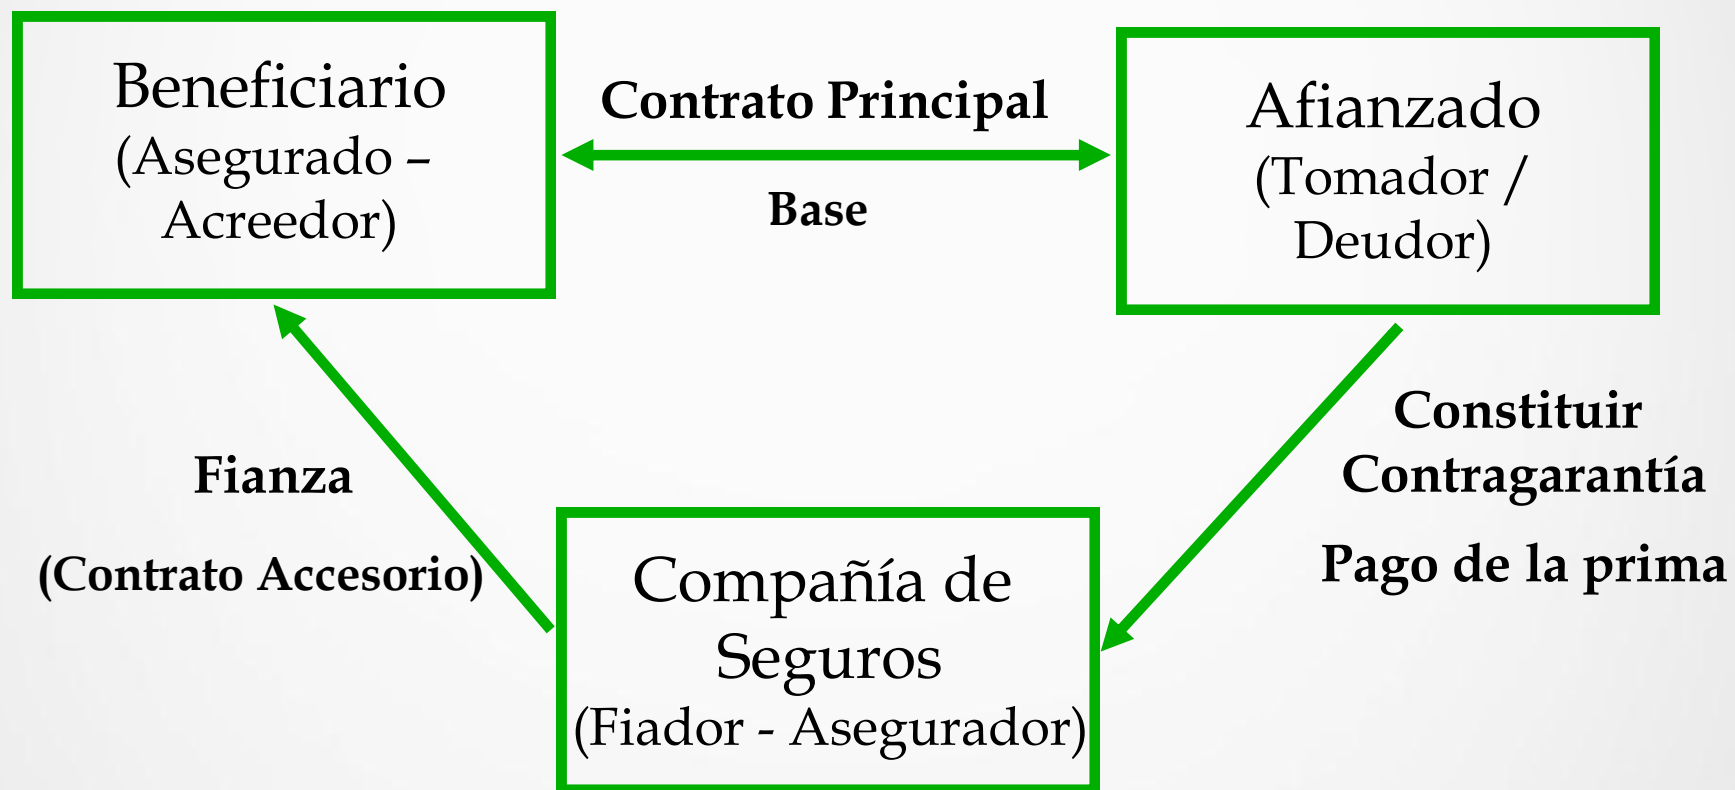 Beneficiario
(Asegurado –
Acreedor)
Contrato Principal
Base
Afianzado
(Tomador /
Deudor)
Fianza
(Contrato Accesorio)
Compañía de
Seguros
(Fiador - Asegurador)
Constituir
Contragarantía
Pago de la prima